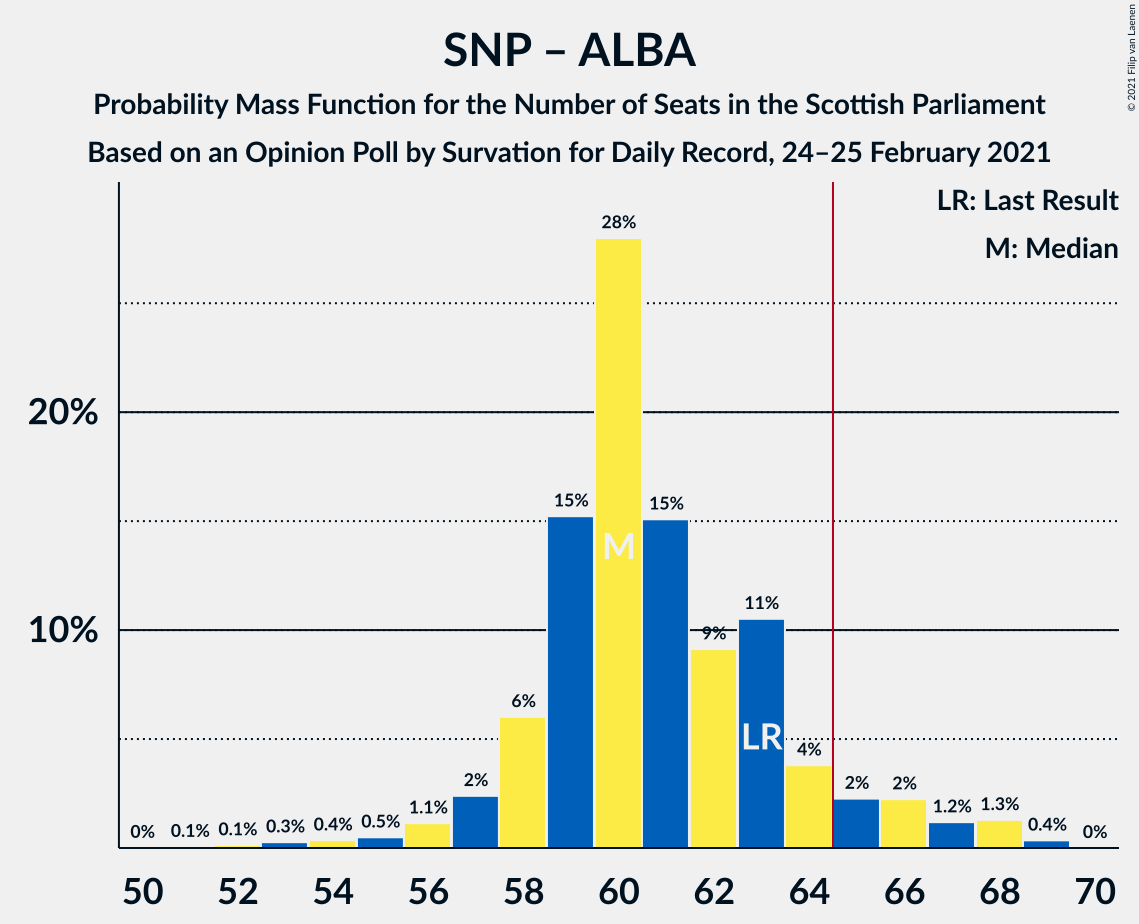 SNP – ALBA
Probability Mass Function for the Number of Seats in the Scottish Parliament
Based on an Opinion Poll by Survation for Daily Record, 24–25 February 2021
© 2021 Filip van Laenen
LR: Last Result
M: Median
20%
10%
0%
0.1%
0.1%
0.3%
0.4%
0.5%
1.1%
2%
6%
15%
28%
15%
9%
11%
4%
2%
2%
1.2%
1.3%
0.4%
0%
M
LR
50 52 54 56 58 60 62 64 66 68 70